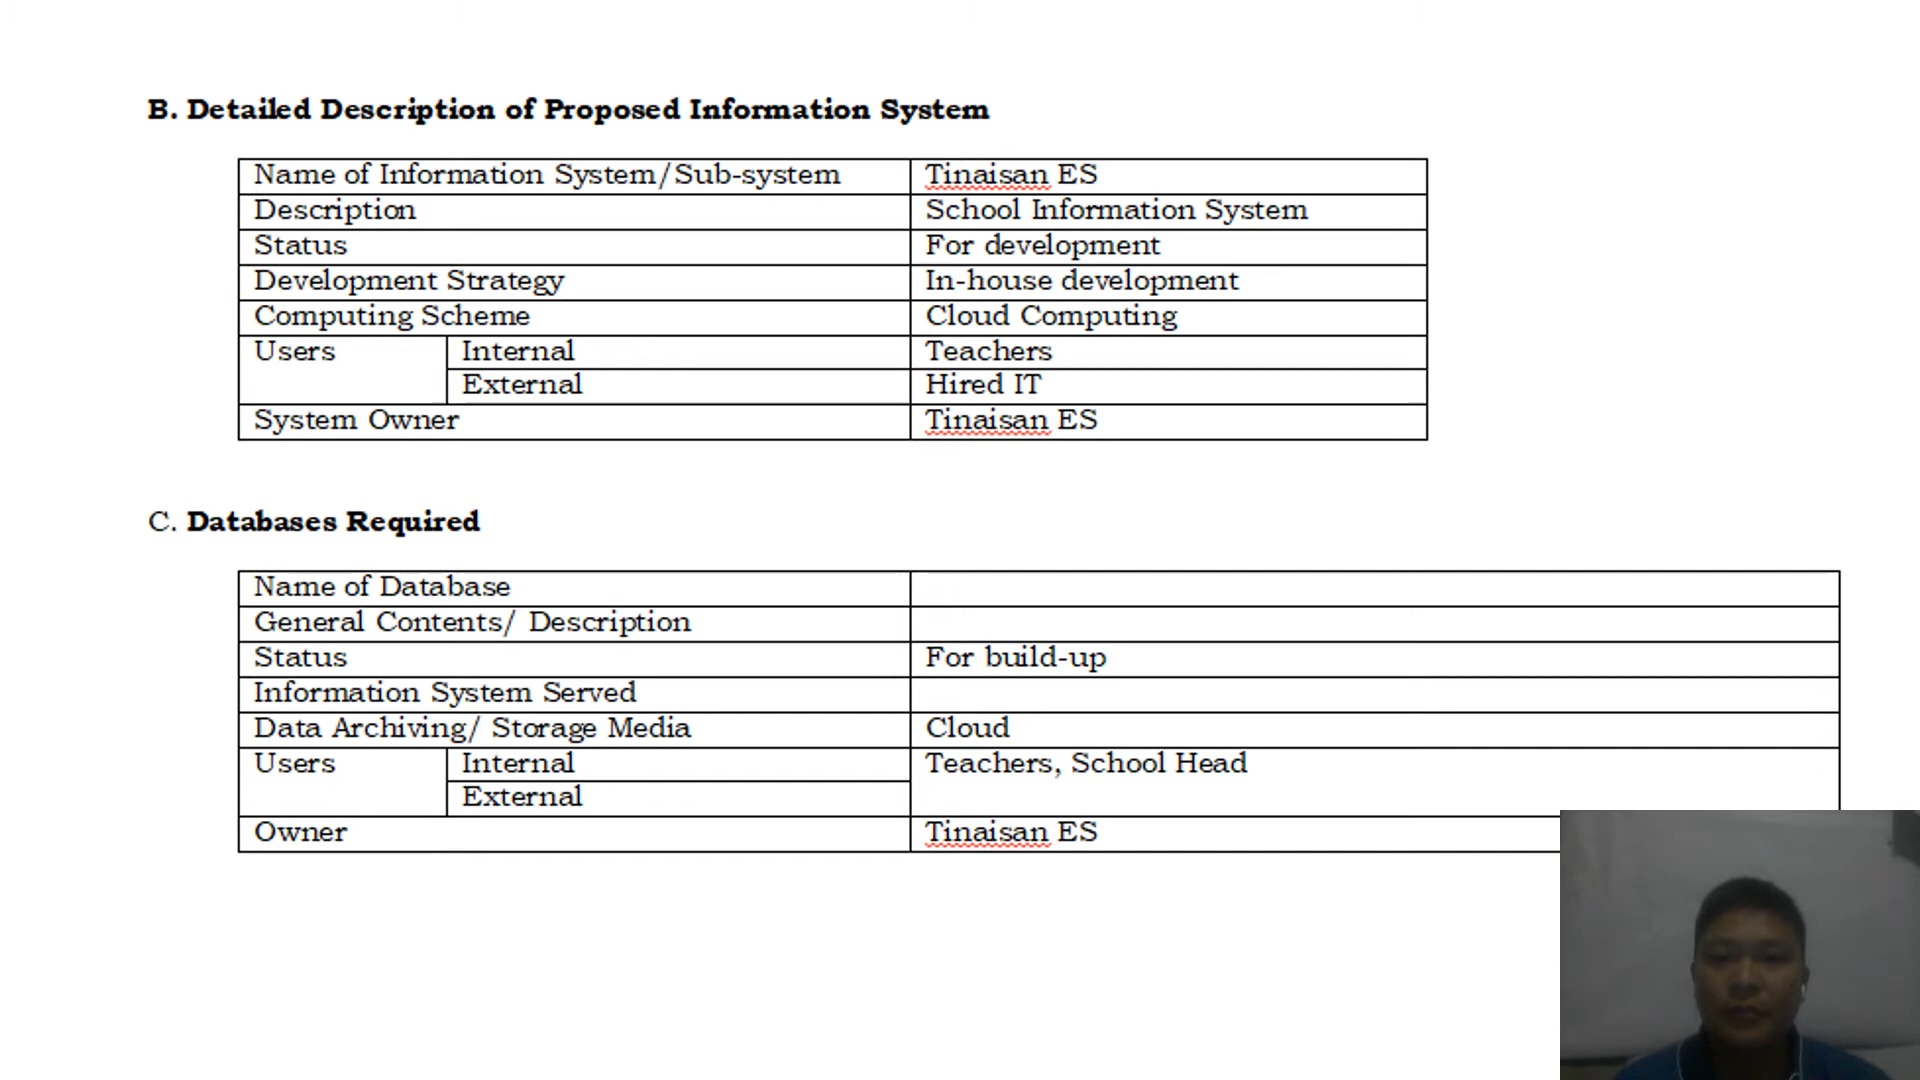 B. Detailed Description of Proposed Information System
Name of Information System/Sub-system Tinaisan ES
Description School Information System
Status For development
Development Strategy In-house development
Computing Scheme Cloud Computing
Users Internal Teachers
External Hired IT
System Owner Tinaisan ES
C. Databases Required
Name of Database
General Contents/ Description
Status For build-up
Information System Served
Data Archiving/ Storage Media Cloud
Users Internal Teachers, School Head
External
Owner Tinaisan ES